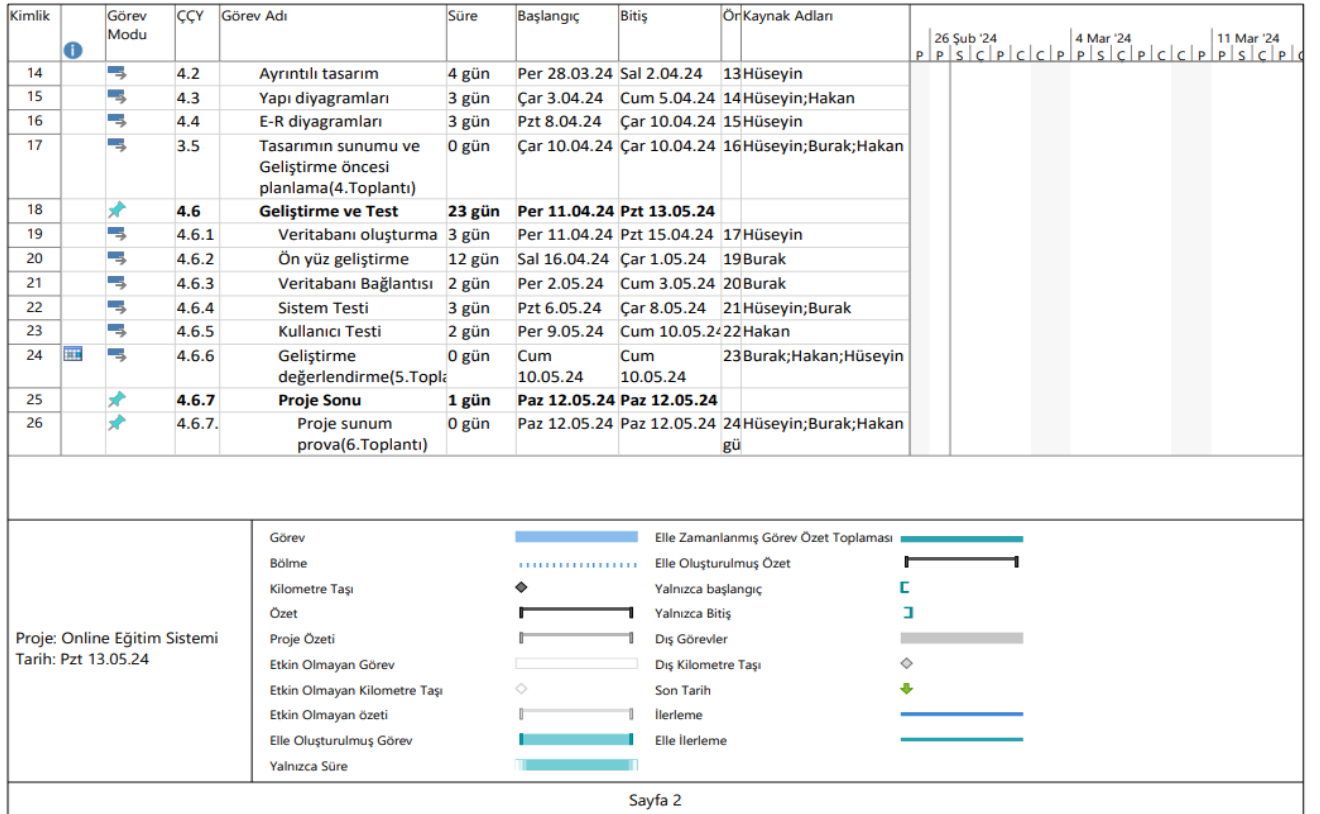 Kimlik Görev Modu ÇÇY Görev Adı Süre Başlangıç Bitiş Ön Kaynak Adları
26 Şub '24 4 Mar '24 11 Mar '24
P P S Ç P C C P P S Ç P C C P P S Ç P
14 4.2 Ayrıntılı tasarım 4 gün Per 28.03.24 Sal 2.04.24 13 Hüseyin
15 4.3 Yapı diyagramları 3 gün Çar 3.04.24 Cum 5.04.24 14 Hüseyin;Hakan
16 4.4 E-R diyagramları 3 gün Pzt 8.04.24 Çar 10.04.24 15 Hüseyin
17 3.5 Tasarımın sunumu ve 0 gün Çar 10.04.24 Çar 10.04.24 16 Hüseyin;Burak;Hakan
Geliştirme öncesi
planlama(4.Toplantı)
18 4.6 Geliştirme ve Test 23 gün Per 11.04.24 Pzt 13.05.24
19 4.6.1 Veritabanı oluşturma 3 gün Per 11.04.24 Pzt 15.04.24 17 Hüseyin
20 4.6.2 Ön yüz geliştirme 12 gün Sal 16.04.24 Çar 1.05.24 19 Burak
21 4.6.3 Veritabanı Bağlantısı 2 gün Per 2.05.24 Cum 3.05.24 20 Burak
22 4.6.4 Sistem Testi 3 gün Pzt 6.05.24 Çar 8.05.24 21 Hüseyin;Burak
23 4.6.5 Kullanıcı Testi 2 gün Per 9.05.24 Cum 10.05.24 22 Hakan
24 4.6.6 Geliştirme 0 gün Cum Cum 23 Burak;Hakan;Hüseyin
değerlendirme(5.Topla 10.05.24 10.05.24
25 4.6.7 Proje Sonu 1 gün Paz 12.05.24 Paz 12.05.24
26 4.6.7. Proje sunum 0 gün Paz 12.05.24 Paz 12.05.24 24 Hüseyin;Burak;Hakan
prova(6.Toplantı) gü
Proje: Online Eğitim Sistemi
Tarih: Pzt 13.05.24
Görev
Bölme
Kilometre Taşı
Özet
Proje Özeti
Etkin Olmayan Görev
Etkin Olmayan Kilometre Taşı
Etkin Olmayan özeti
Elle Oluşturulmuş Görev
Yalnızca Süre
Elle Zamanlanmış Görev Özet Toplaması
Elle Oluşturulmuş Özet
Yalnızca başlangıç
Yalnızca Bitiş
Dış Görevler
Dış Kilometre Taşı
Son Tarih
İlerleme
Elle İlerleme
Sayfa 2